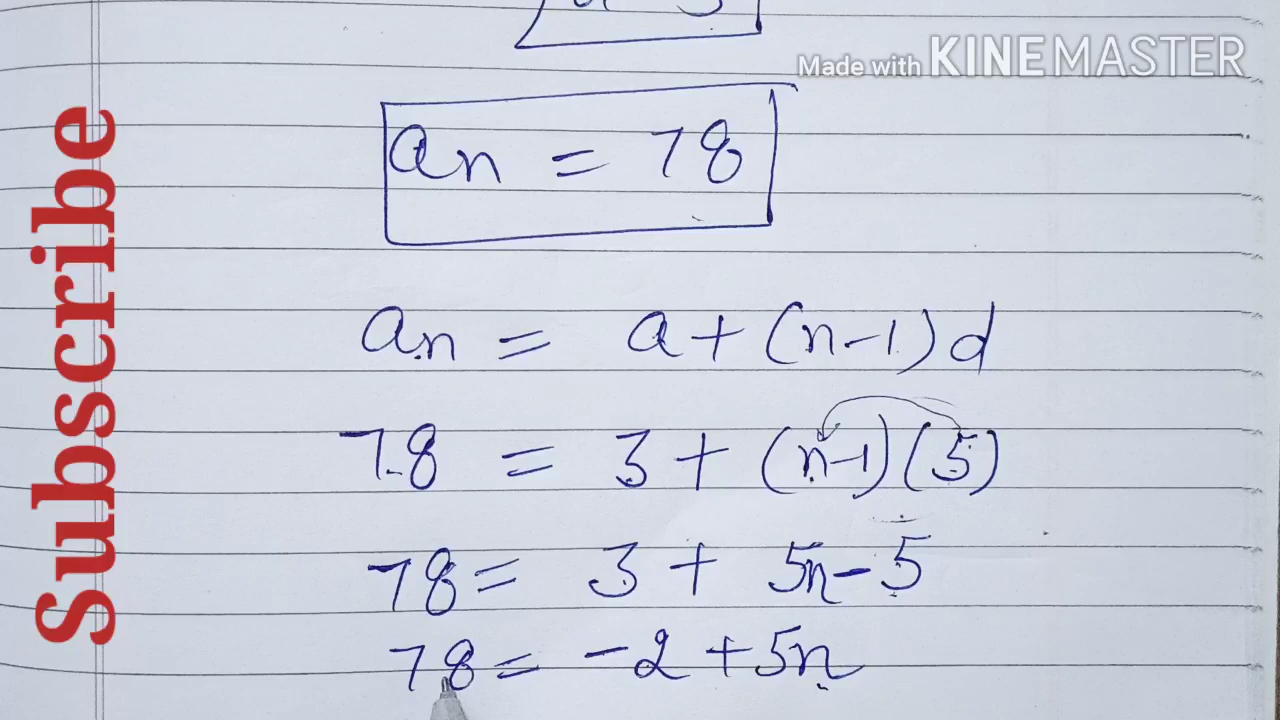 Made with KINEMASTER
Subscribe
an = 78
an = a + (n-1) d
78 = 3 + (n-1) (5)
78 = 3 + 5n - 5
78 = -2 + 5n